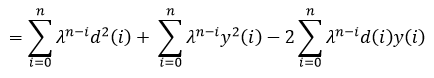 = \sum_{i=0}^{n} \lambda^{n-i} d^2(i) + \sum_{i=0}^{n} \lambda^{n-i} y^2(i) - 2 \sum_{i=0}^{n} \lambda^{n-i} d(i) y(i)